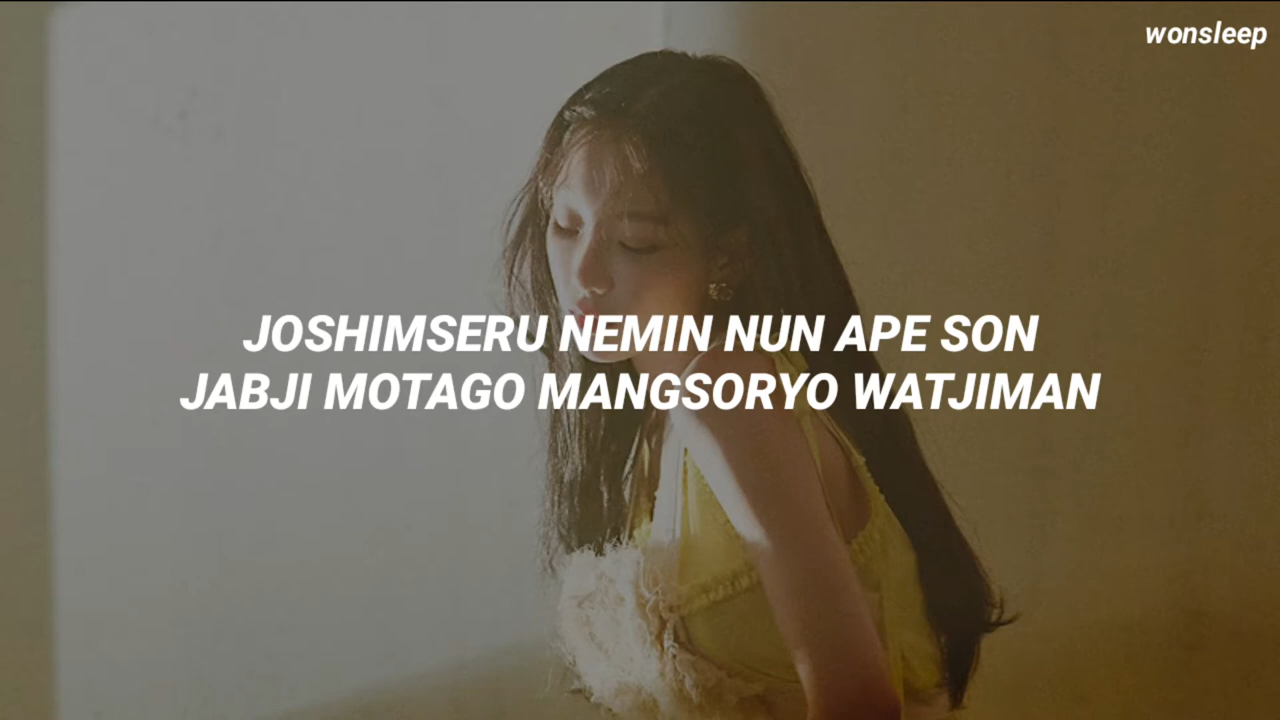 wonsleep
JOSHIMSERU NEMIN NUN APE SON
JABJI MOTAGO MANGSORYO WATJIMAN